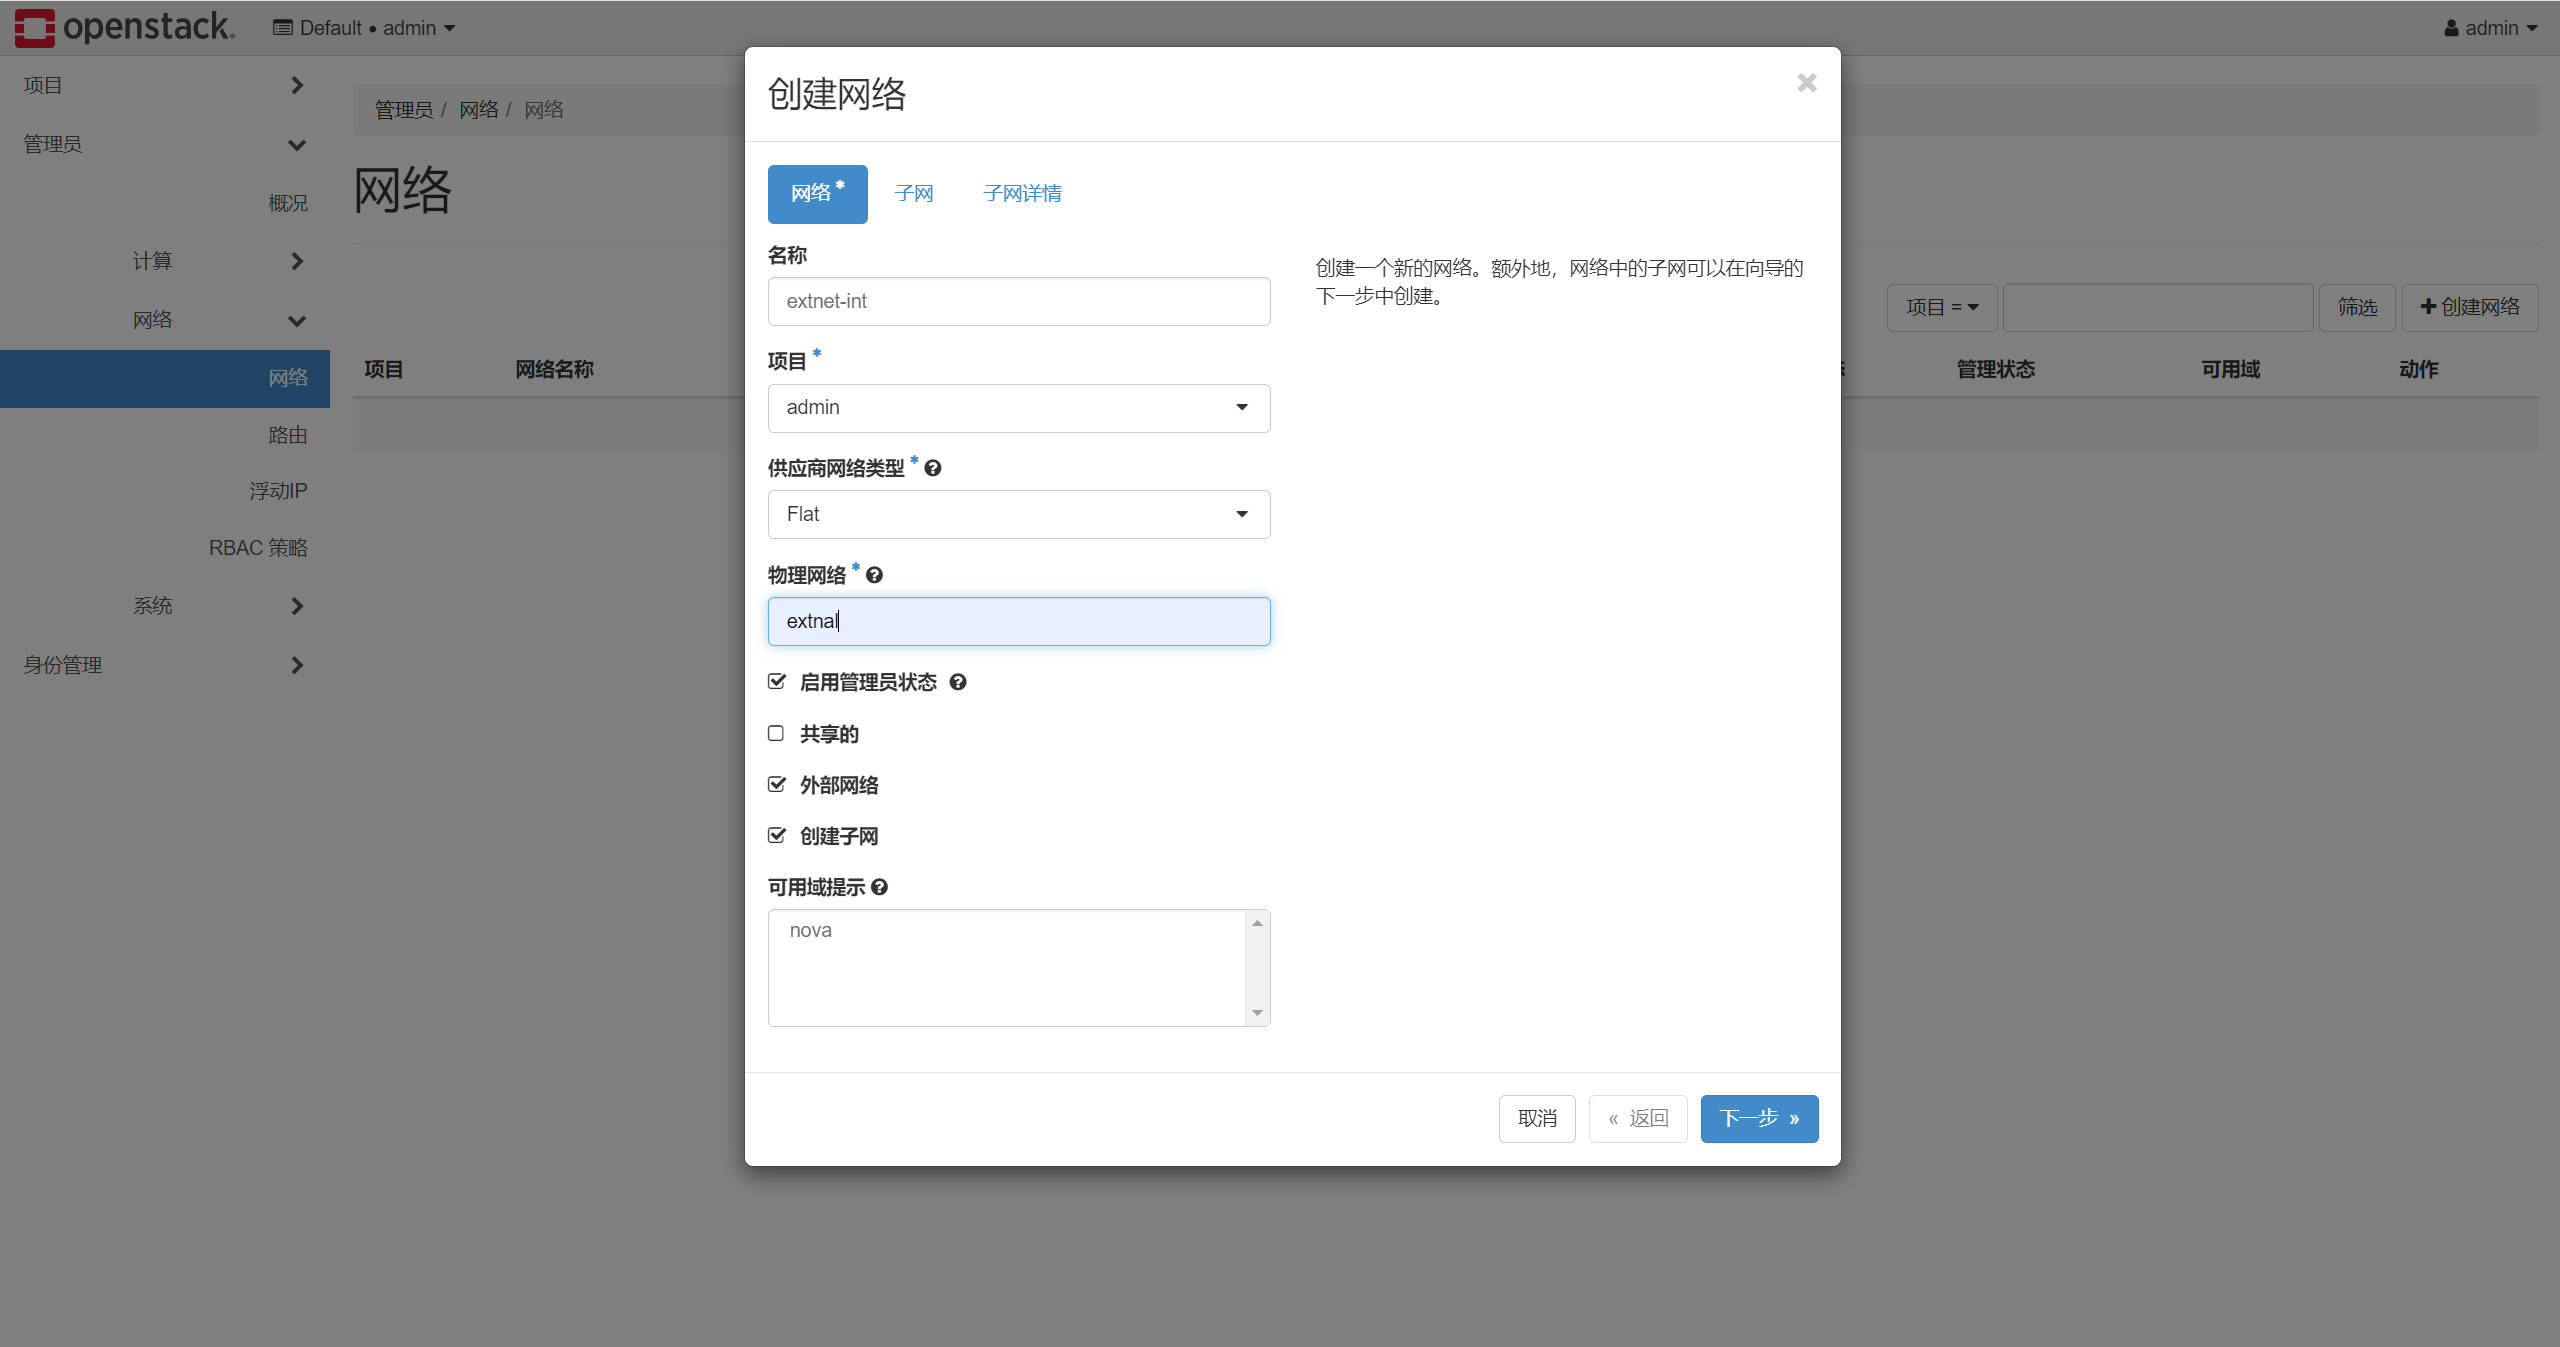 openstack.
Default • admin
admin
项目
管理员
概况
计算
网络
网络
路由
浮动IP
RBAC 策略
系统
身份管理
管理员 / 网络 / 网络
网络
项目 =
筛选
创建网络
项目
网络名称
管理状态
可用域
动作
创建网络
网络 *
子网
子网详情
名称
extnet-int
创建一个新的网络。额外地，网络中的子网可以在向导的
下一步中创建。
项目 *
admin
供应商网络类型 *
Flat
物理网络 *
extnal
启用管理员状态
共享的
外部网络
创建子网
可用域提示
nova
取消
« 返回
下一步 »